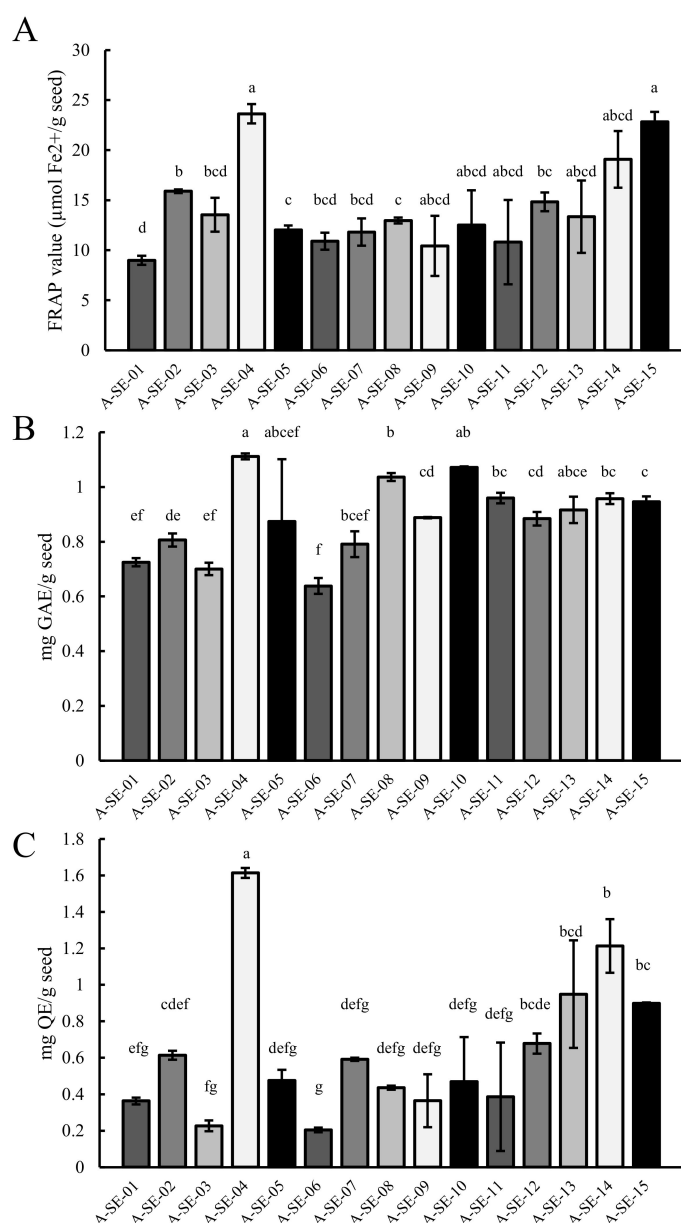 A
FRAP value (µmol Fe2+/g seed)
30
25
20
15
10
5
0
d
b
bcd
a
c
bcd
bcd
c
abcd
abcd
abcd
bc
abcd
abcd
a
A-SE-01
A-SE-02
A-SE-03
A-SE-04
A-SE-05
A-SE-06
A-SE-07
A-SE-08
A-SE-09
A-SE-10
A-SE-11
A-SE-12
A-SE-13
A-SE-14
A-SE-15
B
mg GAE/g seed
1.2
1
0.8
0.6
0.4
0.2
0
ef
de
ef
a
abcef
f
bcef
b
cd
ab
bc
cd
abce
bc
c
A-SE-01
A-SE-02
A-SE-03
A-SE-04
A-SE-05
A-SE-06
A-SE-07
A-SE-08
A-SE-09
A-SE-10
A-SE-11
A-SE-12
A-SE-13
A-SE-14
A-SE-15
C
mg QE/g seed
1.8
1.6
1.4
1.2
1
0.8
0.6
0.4
0.2
0
efg
cdef
fg
a
defg
g
defg
defg
defg
defg
defg
bcde
bcd
b
bc
A-SE-01
A-SE-02
A-SE-03
A-SE-04
A-SE-05
A-SE-06
A-SE-07
A-SE-08
A-SE-09
A-SE-10
A-SE-11
A-SE-12
A-SE-13
A-SE-14
A-SE-15